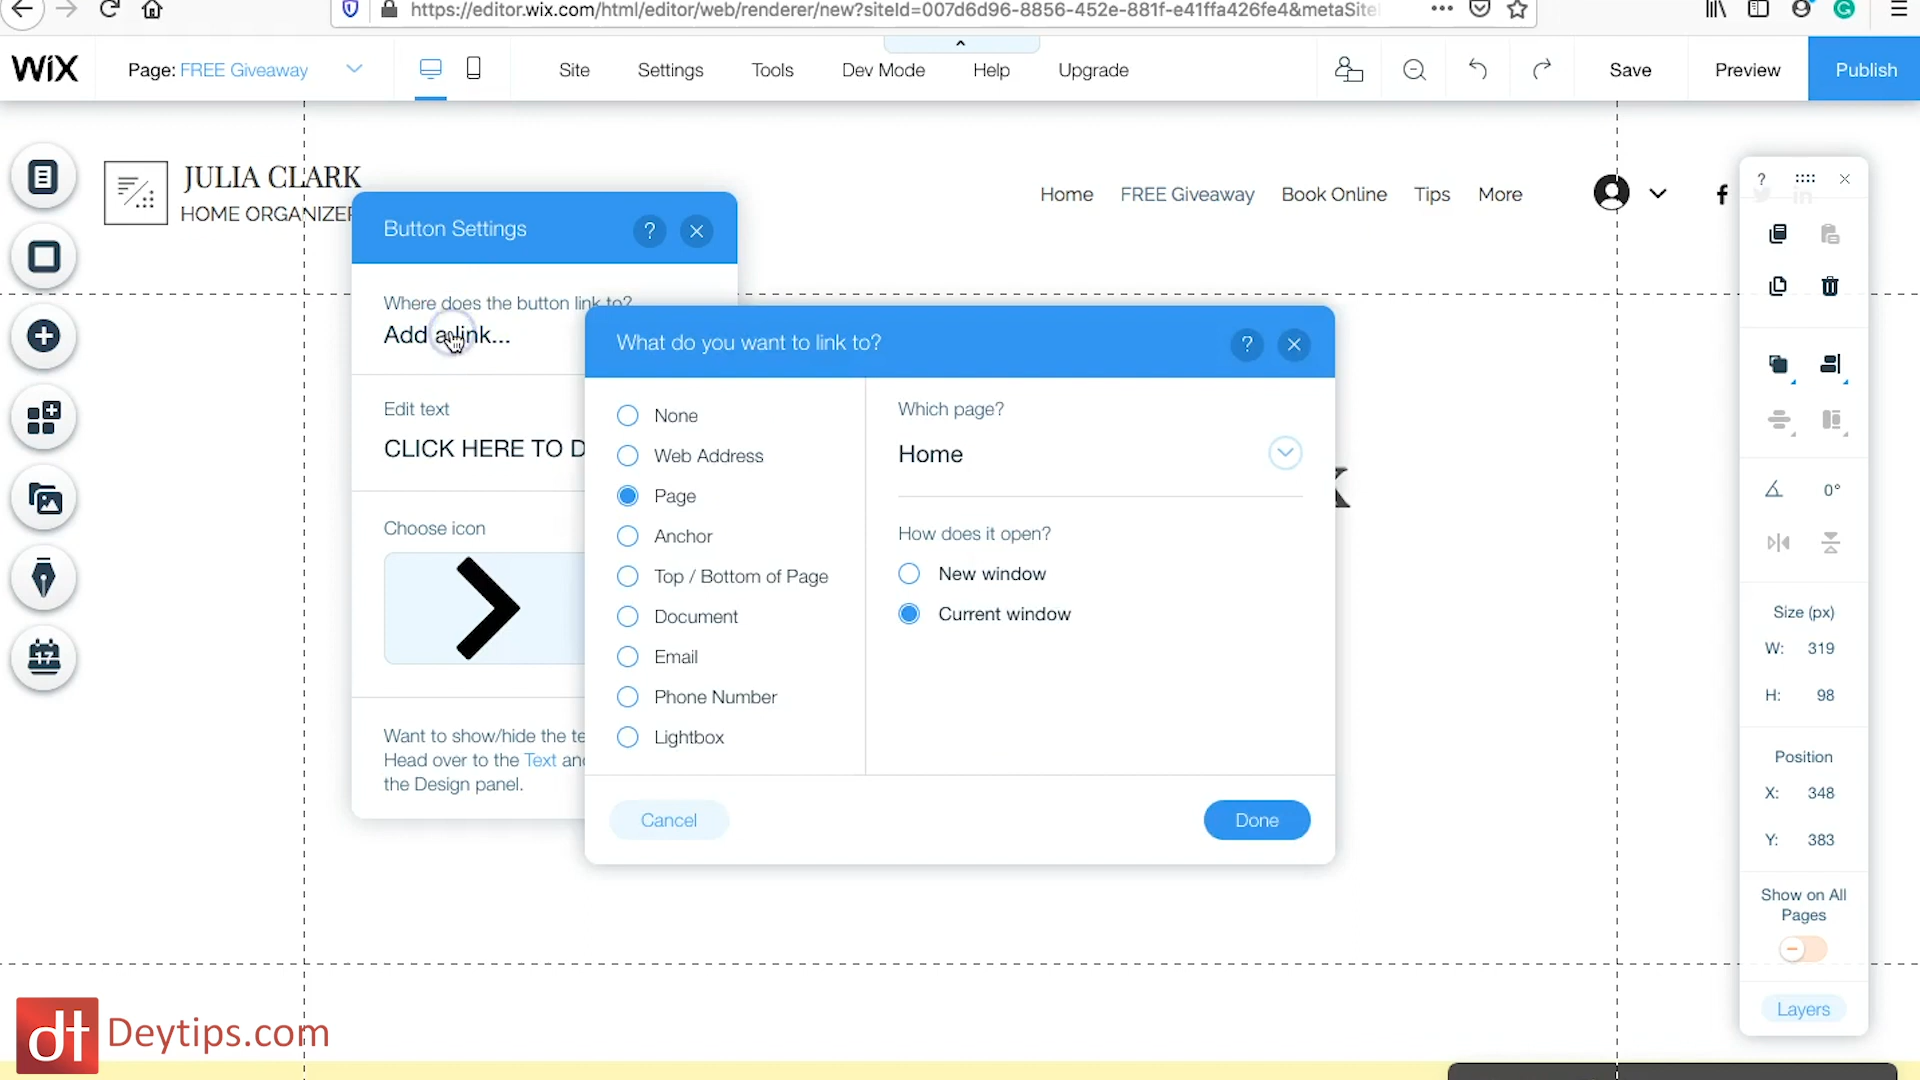 https://editor.wix.com/html/editor/web/renderer/new?siteId=007d6d96-8856-452e-881f-e41ffa426fe4&metaSiteI
WiX
Page: FREE Giveaway
Site
Settings
Tools
Dev Mode
Help
Upgrade
Save
Preview
Publish
JULIA CLARK
HOME ORGANIZER
Home
FREE Giveaway
Book Online
Tips
More
Button Settings
?
Where does the button link to?
Add a link...
Edit text
CLICK HERE TO D
Choose icon
Want to show/hide the te
Head over to the Text and
the Design panel.
What do you want to link to?
?
None
Web Address
Page
Anchor
Top / Bottom of Page
Document
Email
Phone Number
Lightbox
Which page?
Home
How does it open?
New window
Current window
Cancel
Done
?
0°
Size (px)
W: 319
H: 98
Position
X: 348
Y: 383
Show on All
Pages
Layers
17
dt Deytips.com